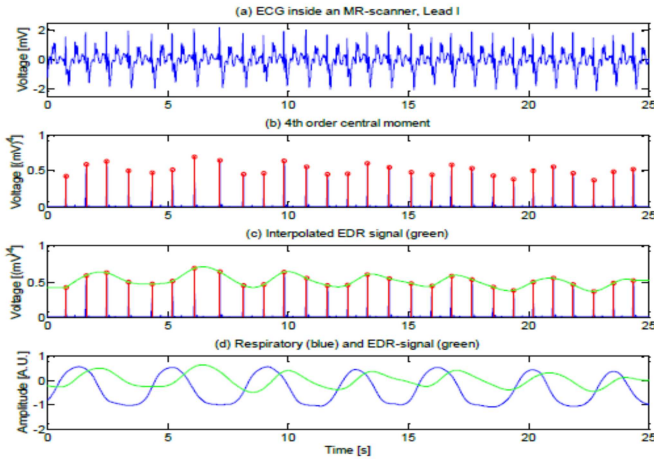 (a) ECG inside an MR-scanner, Lead I
Voltage [mV]
2
0
-2
0 5 10 15 20 25
(b) 4th order central moment
Voltage [(mV)⁴]
1
0.5
0
0 5 10 15 20 25
(c) Interpolated EDR signal (green)
Voltage [(mV)⁴]
1
0.5
0
0 5 10 15 20 25
(d) Respiratory (blue) and EDR-signal (green)
Amplitude [A.U.]
1
0
-1
-2
0 5 10 15 20 25
Time [s]